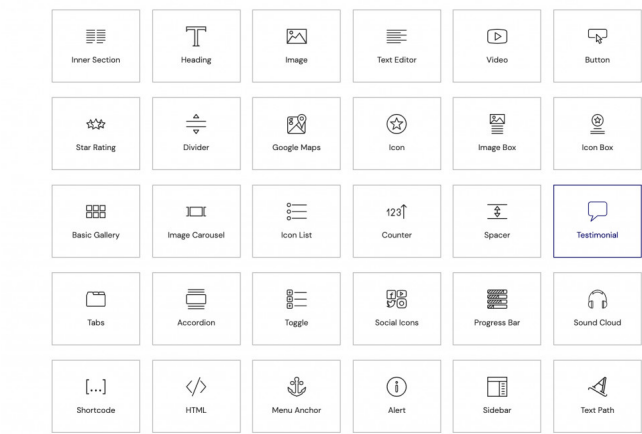 Inner Section
Heading
Image
Text Editor
Video
Button
Star Rating
Divider
Google Maps
Icon
Image Box
Icon Box
Basic Gallery
Image Carousel
Icon List
123
Counter
Spacer
Testimonial
Tabs
Accordion
Toggle
Social Icons
Progress Bar
Sound Cloud
[...]
Shortcode
</>
HTML
Menu Anchor
Alert
Sidebar
Text Path